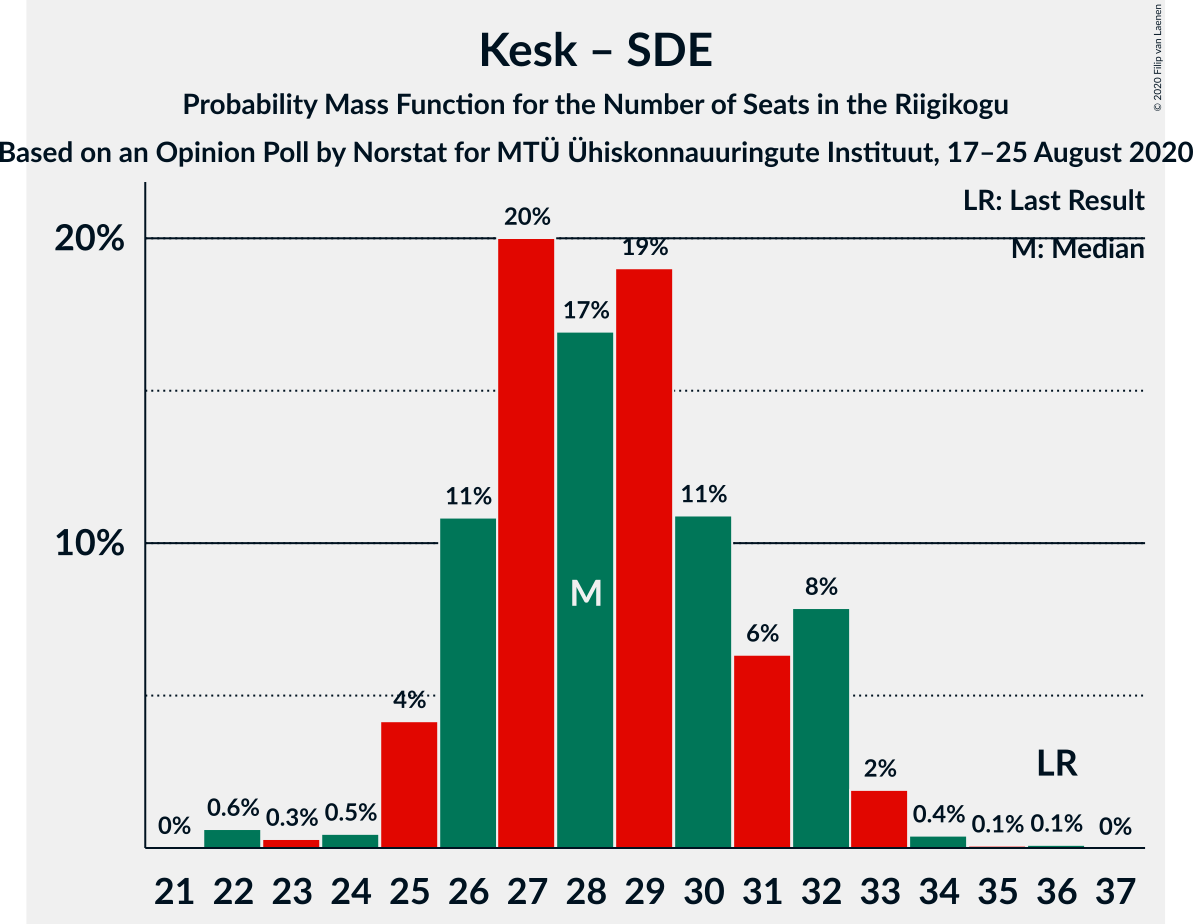 Kesk – SDE
Probability Mass Function for the Number of Seats in the Riigikogu
Based on an Opinion Poll by Norstat for MTÜ Ühiskonnauuringute Instituut, 17–25 August 2020
© 2020 Filip van Laenen
LR: Last Result
M: Median
20%
10%
0%
0.6%
0.3%
0.5%
4%
11%
20%
17%
19%
11%
6%
8%
2%
0.4%
0.1%
0.1%
0%
M
LR
21 22 23 24 25 26 27 28 29 30 31 32 33 34 35 36 37